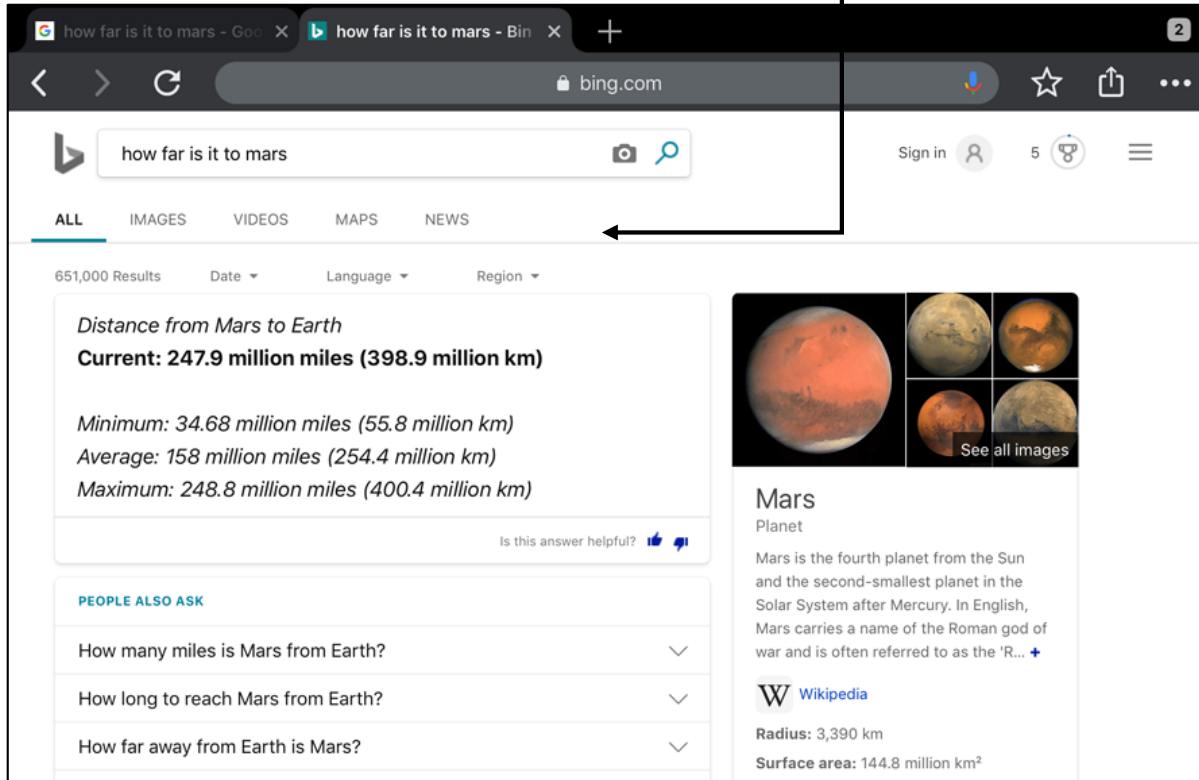 how far is it to mars - Goo
how far is it to mars - Bin
2
bing.com
how far is it to mars
Sign in
5
ALL IMAGES VIDEOS MAPS NEWS
651,000 Results Date Language Region
Distance from Mars to Earth
Current: 247.9 million miles (398.9 million km)
Minimum: 34.68 million miles (55.8 million km)
Average: 158 million miles (254.4 million km)
Maximum: 248.8 million miles (400.4 million km)
Is this answer helpful?
PEOPLE ALSO ASK
How many miles is Mars from Earth?
How long to reach Mars from Earth?
How far away from Earth is Mars?
See all images
Mars
Planet
Mars is the fourth planet from the Sun
and the second-smallest planet in the
Solar System after Mercury. In English,
Mars carries a name of the Roman god of
war and is often referred to as the 'R... +
W Wikipedia
Radius: 3,390 km
Surface area: 144.8 million km²